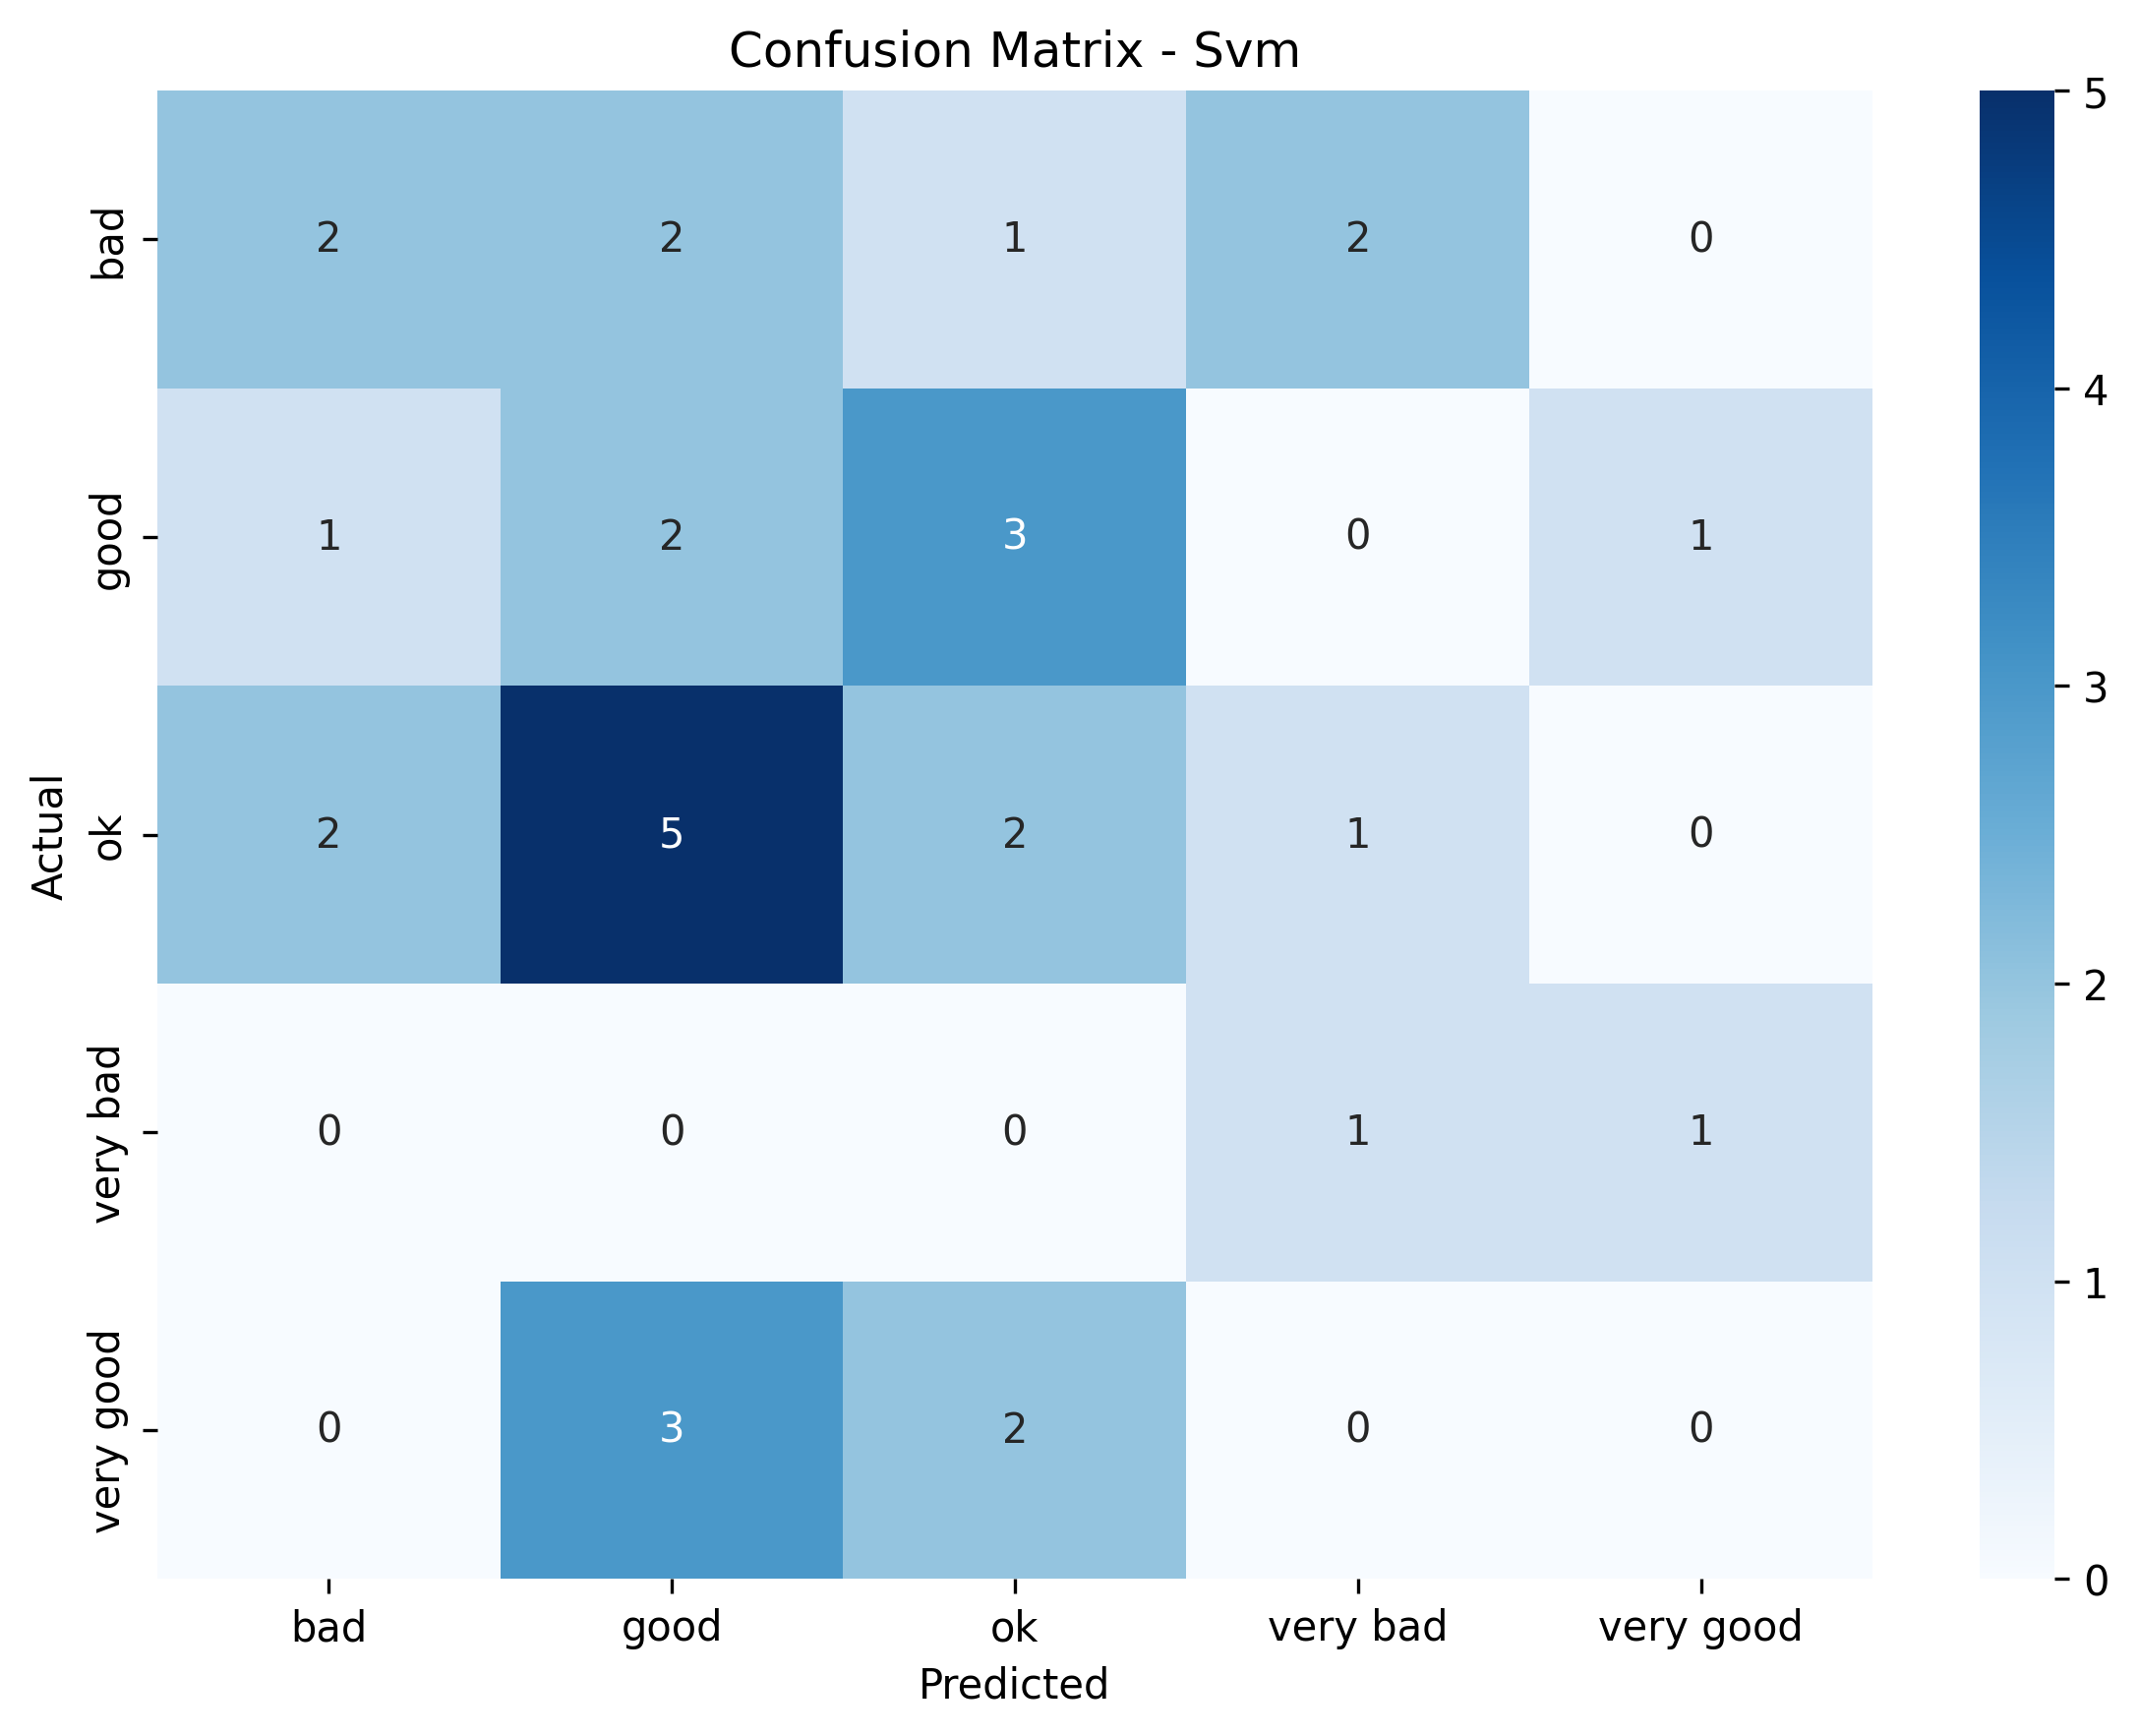 Confusion Matrix - Svm
5
bad 2 2 1 2 0
4
good 1 2 3 0 1
3
Actual
ok 2 5 2 1 0
2
very bad 0 0 0 1 1
1
very good 0 3 2 0 0
0
bad good ok very bad very good
Predicted